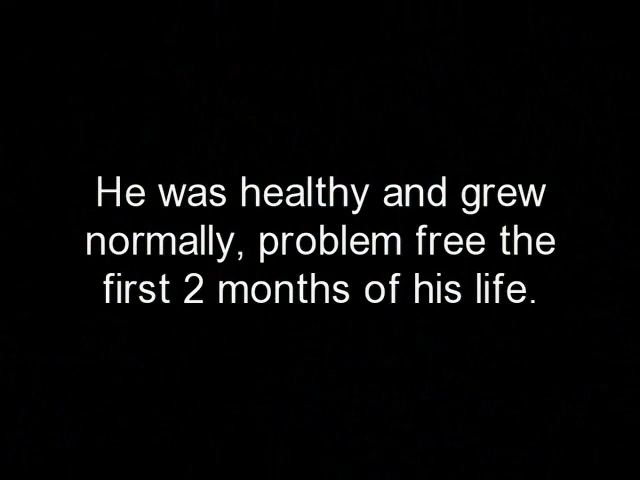 He was healthy and grew
normally, problem free the
first 2 months of his life.